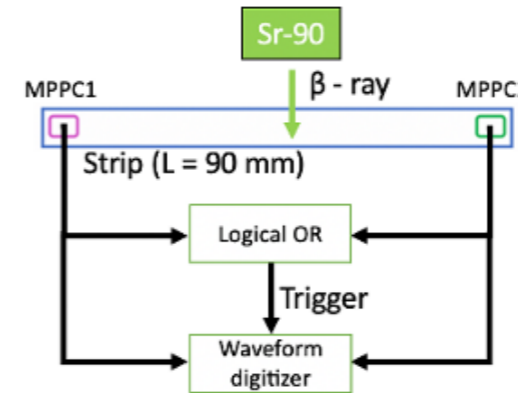 Sr-90
β - ray
MPPC1
MPPC
Strip (L = 90 mm)
Logical OR
Trigger
Waveform
digitizer